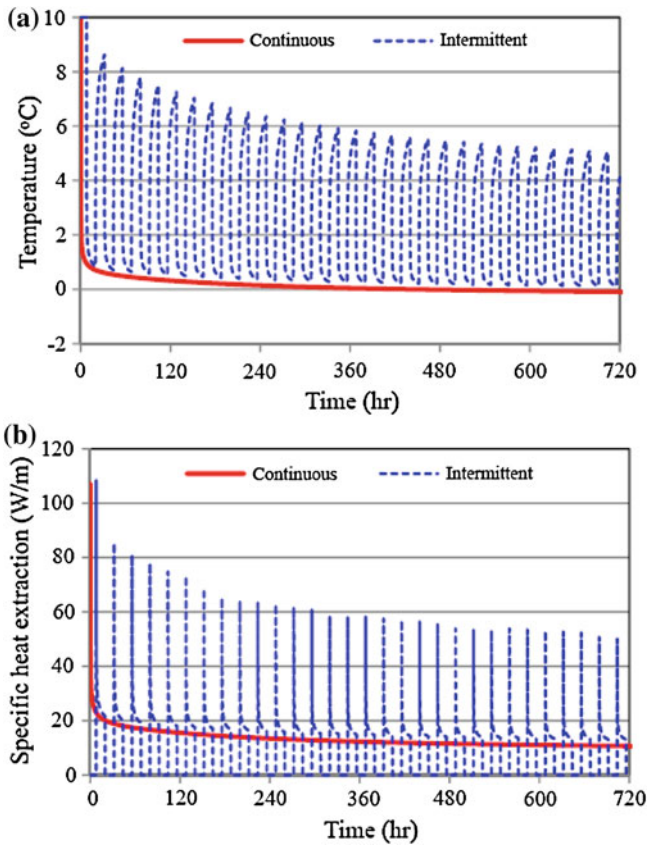 (a)
Continuous
Intermittent
Temperature (°C)
10
8
6
4
2
0
-2
0
120
240
360
480
600
720
Time (hr)
(b)
Continuous
Intermittent
Specific heat extraction (W/m)
120
100
80
60
40
20
0
0
120
240
360
480
600
720
Time (hr)